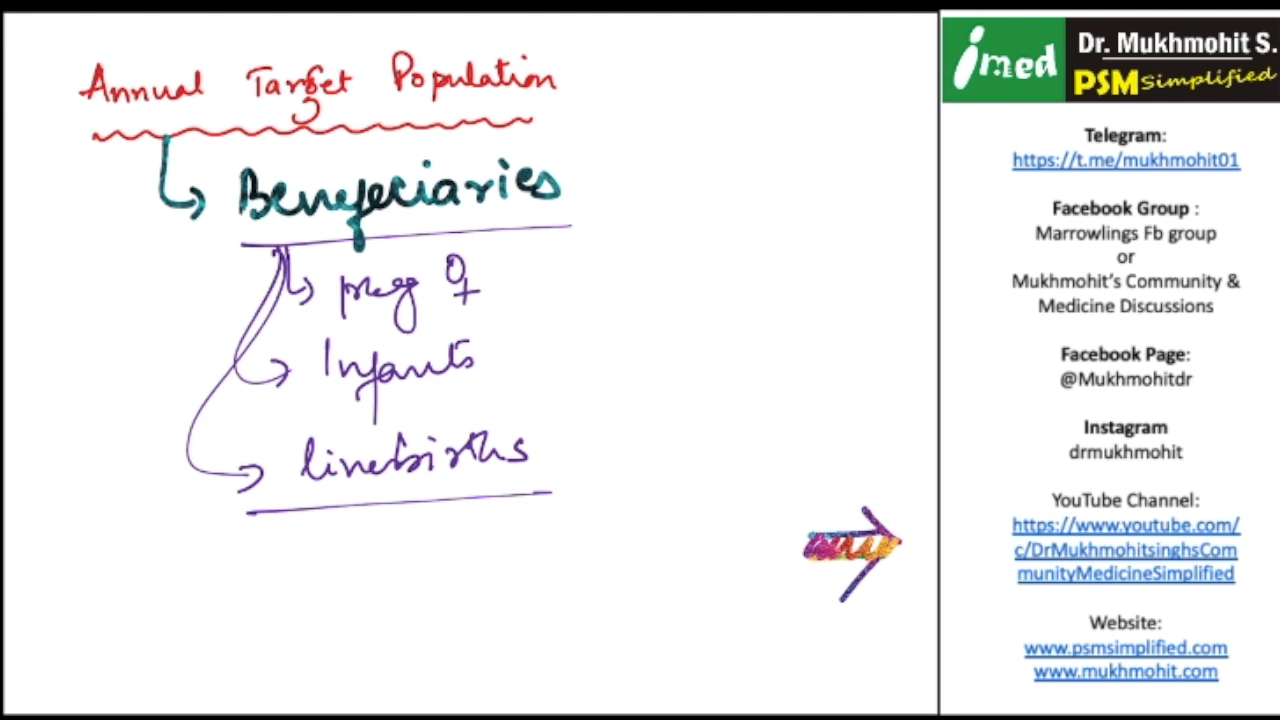 Annual Target Population
Benefeciaries
preg ♀
Infants
livebirths
imed
Dr. Mukhmohit S.
PSM Simplified
Telegram:
https://t.me/mukhmohit01
Facebook Group :
Marrowlings Fb group
or
Mukhmohit's Community &
Medicine Discussions
Facebook Page:
@Mukhmohitdr
Instagram
drmukhmohit
YouTube Channel:
https://www.youtube.com/
c/DrMukhmohitsinghsCom
munityMedicineSimplified
Website:
www.psmsimplified.com
www.mukhmohit.com